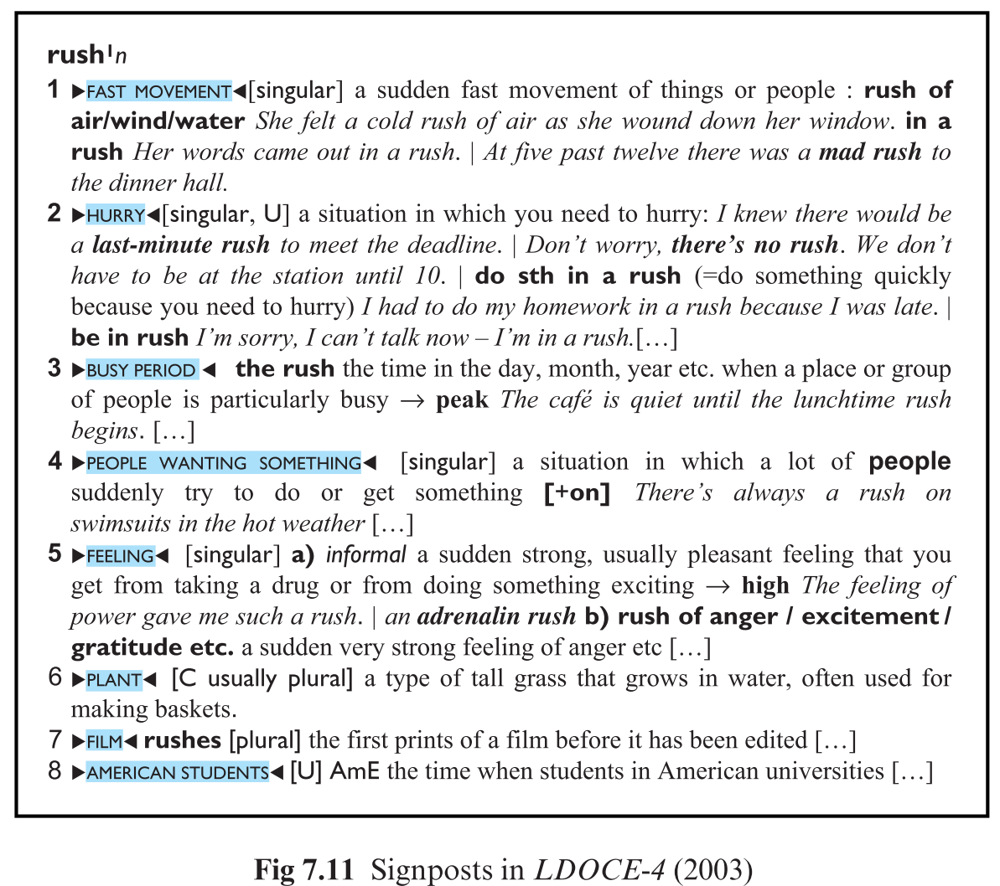 rush¹n
1 ▶FAST MOVEMENT◀[singular] a sudden fast movement of things or people : rush of
air/wind/water She felt a cold rush of air as she wound down her window. in a
rush Her words came out in a rush. | At five past twelve there was a mad rush to
the dinner hall.
2 ▶HURRY◀[singular, U] a situation in which you need to hurry: I knew there would be
a last-minute rush to meet the deadline. | Don't worry, there's no rush. We don't
have to be at the station until 10. | do sth in a rush (=do something quickly
because you need to hurry) I had to do my homework in a rush because I was late. |
be in rush I'm sorry, I can't talk now – I'm in a rush.[…]
3 ▶BUSY PERIOD◀ the rush the time in the day, month, year etc. when a place or group
of people is particularly busy → peak The café is quiet until the lunchtime rush
begins. […]
4 ▶PEOPLE WANTING SOMETHING◀ [singular] a situation in which a lot of people
suddenly try to do or get something [+on] There's always a rush on
swimsuits in the hot weather […]
5 ▶FEELING◀ [singular] a) informal a sudden strong, usually pleasant feeling that you
get from taking a drug or from doing something exciting → high The feeling of
power gave me such a rush. | an adrenalin rush b) rush of anger / excitement /
gratitude etc. a sudden very strong feeling of anger etc […]
6 ▶PLANT◀ [C usually plural] a type of tall grass that grows in water, often used for
making baskets.
7 ▶FILM◀ rushes [plural] the first prints of a film before it has been edited […]
8 ▶AMERICAN STUDENTS◀ [U] AmE the time when students in American universities […]
Fig 7.11 Signposts in LDOCE-4 (2003)